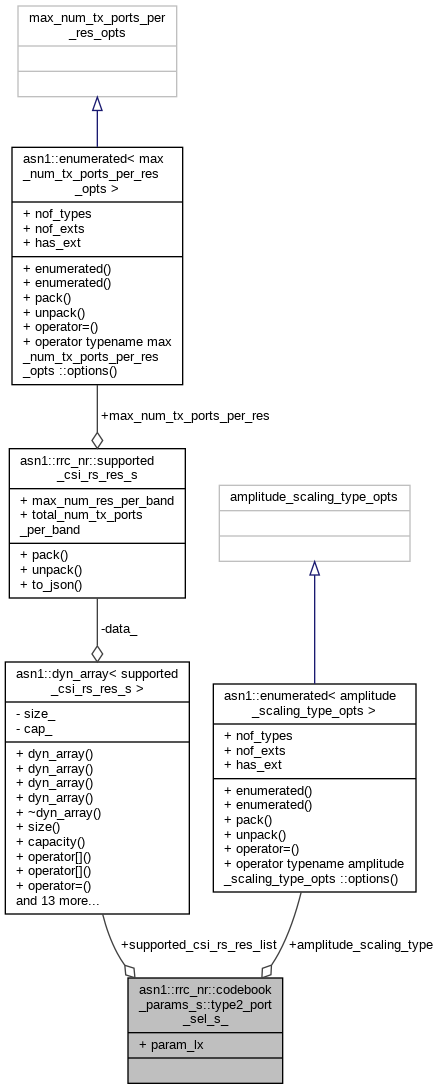 max_num_tx_ports_per
_res_opts
asn1::enumerated< max
_num_tx_ports_per_res
_opts >
+ nof_types
+ nof_exts
+ has_ext
+ enumerated()
+ enumerated()
+ pack()
+ unpack()
+ operator=()
+ operator typename max
_num_tx_ports_per_res
_opts ::options()
+max_num_tx_ports_per_res
asn1::rrc_nr::supported
_csi_rs_res_s
+ max_num_res_per_band
+ total_num_tx_ports
_per_band
+ pack()
+ unpack()
+ to_json()
-data_
asn1::dyn_array< supported
_csi_rs_res_s >
- size_
- cap_
+ dyn_array()
+ dyn_array()
+ dyn_array()
+ dyn_array()
+ ~dyn_array()
+ size()
+ capacity()
+ operator[]()
+ operator[]()
+ operator=()
and 13 more...
+supported_csi_rs_res_list
amplitude_scaling_type_opts
asn1::enumerated< amplitude
_scaling_type_opts >
+ nof_types
+ nof_exts
+ has_ext
+ enumerated()
+ enumerated()
+ pack()
+ unpack()
+ operator=()
+ operator typename amplitude
_scaling_type_opts ::options()
+amplitude_scaling_type
asn1::rrc_nr::codebook
_params_s::type2_port
_sel_s_
+ param_lx